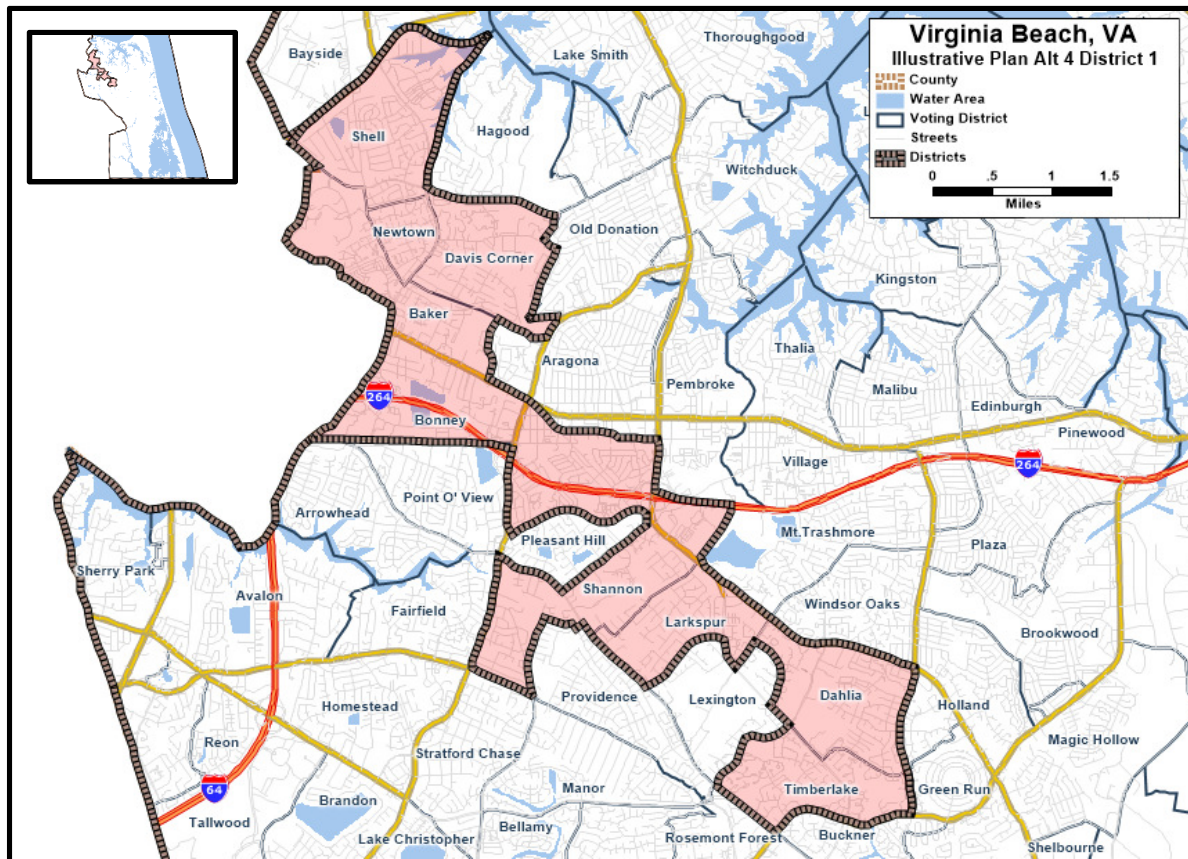 Virginia Beach, VA
Illustrative Plan Alt 4 District 1
County
Water Area
Voting District
Streets
Districts
0 .5 1 1.5
Miles
Bayside
Lake Smith
Thoroughgood
Shell
Hagood
Witchduck
Newtown
Old Donation
Davis Corner
Kingston
Baker
Aragona
Thalia
Pembroke
Malibu
264
Bonney
Edinburgh
Pinewood
Village
264
Point O' View
Arrowhead
Pleasant Hill
Mt.Trashmore
Plaza
Sherry Park
Avalon
Fairfield
Shannon
Larkspur
Windsor Oaks
Brookwood
Providence
Lexington
Dahlia
Homestead
Holland
Reon
Stratford Chase
Magic Hollow
64
Brandon
Manor
Timberlake
Green Run
Tallwood
Lake Christopher
Bellamy
Rosemont Forest
Buckner
Shelbourne